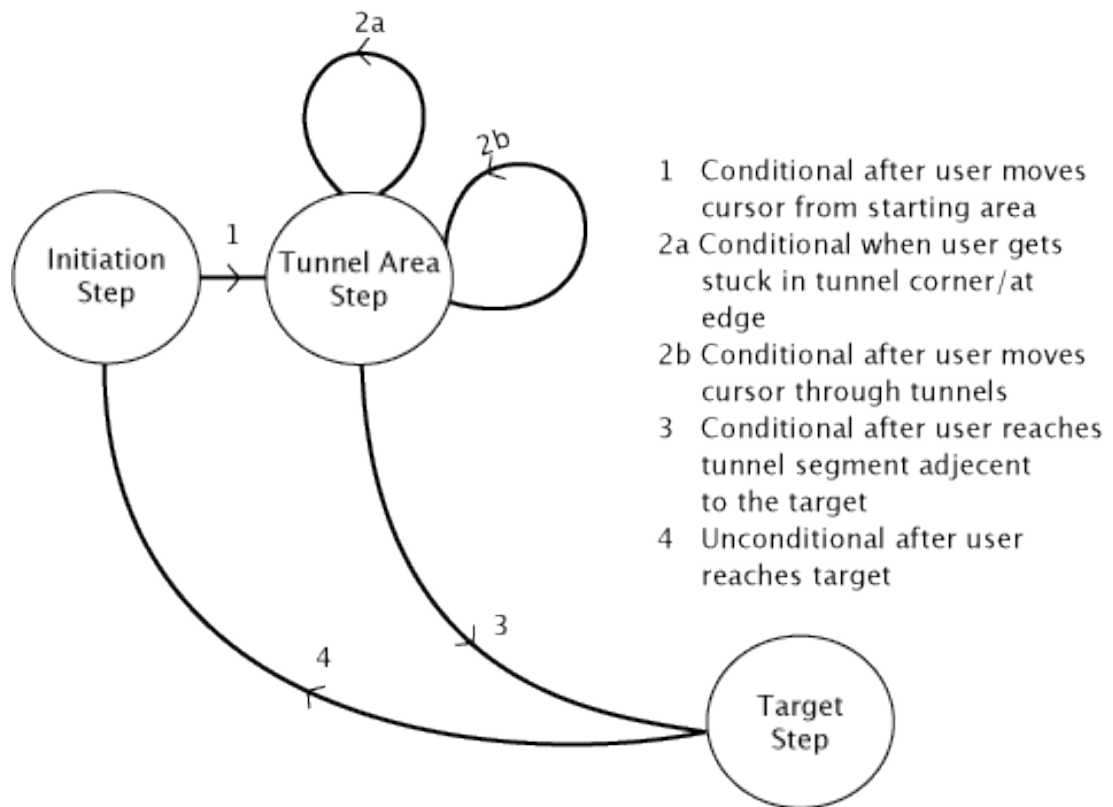 2a
2b
1
Initiation
Step
Tunnel Area
Step
3
4
Target
Step
1 Conditional after user moves
cursor from starting area
2a Conditional when user gets
stuck in tunnel corner/at
edge
2b Conditional after user moves
cursor through tunnels
3 Conditional after user reaches
tunnel segment adjecent
to the target
4 Unconditional after user
reaches target